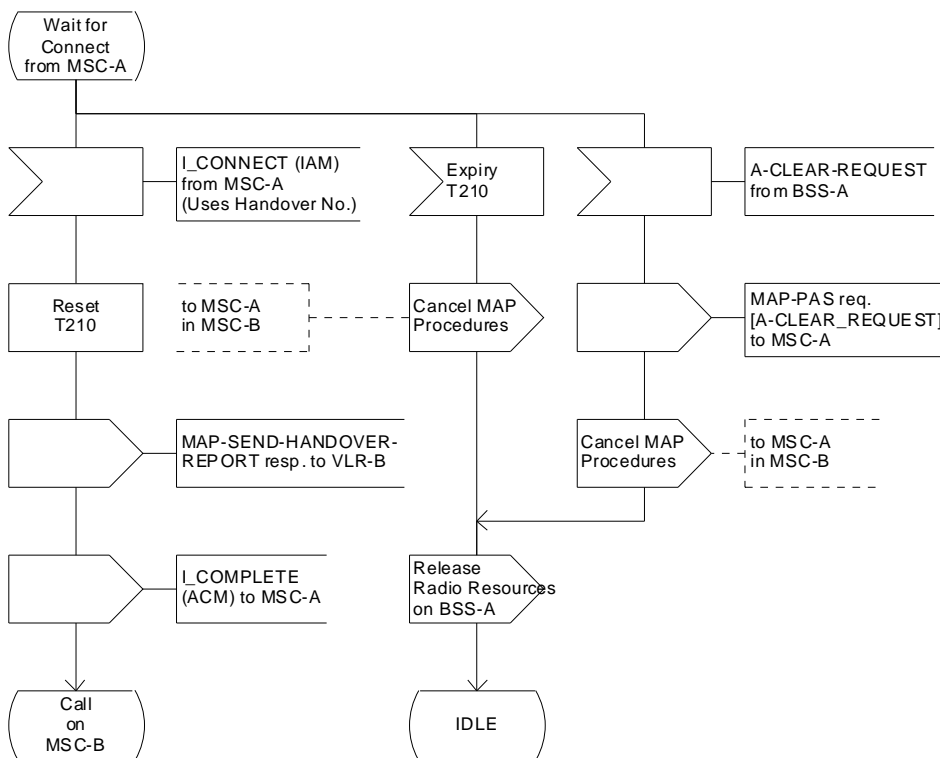 Wait for
Connect
from MSC-A
I_CONNECT (IAM)
from MSC-A
(Uses Handover No.)
Expiry
T210
A-CLEAR-REQUEST
from BSS-A
Reset
T210
to MSC-A
in MSC-B
Cancel MAP
Procedures
MAP-PAS req.
[A-CLEAR_REQUEST]
to MSC-A
MAP-SEND-HANDOVER-
REPORT resp. to VLR-B
Cancel MAP
Procedures
to MSC-A
in MSC-B
I_COMPLETE
(ACM) to MSC-A
Release
Radio Resources
on BSS-A
Call
on
MSC-B
IDLE